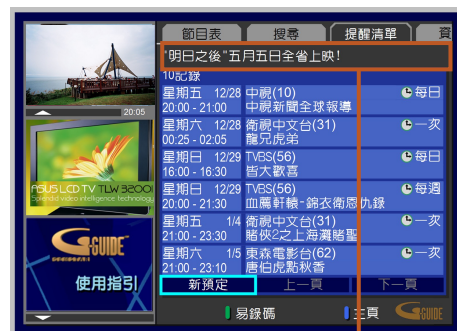 節目表 搜尋 提醒清單 資
"明日之後"五月五日全省上映!
10記錄
星期五 12/28 中視(10) 每日
20:00 - 21:00 中視新聞全球報導
星期六 12/28 衛視中文台(31) 一次
00:25 - 02:05 龍兄虎弟
星期日 12/29 TVBS(56) 每日
16:00 - 16:30 皆大歡喜
星期日 12/29 TVBS(56) 每週
20:00 - 21:30 血薦軒轅-錦衣衛恩仇錄
星期五 1/4 衛視中文台(31) 一次
21:00 - 23:30 賭俠2之上海灘賭聖
星期六 1/5 東森電影台(62) 一次
21:00 - 23:10 唐伯虎點秋香
新預定 上一頁 下一頁
易錄碼 主頁 GUIDE
20:05
ASUS LCD TV TLW 32001
Splendid video intelligence technology
GUIDE
使用指引